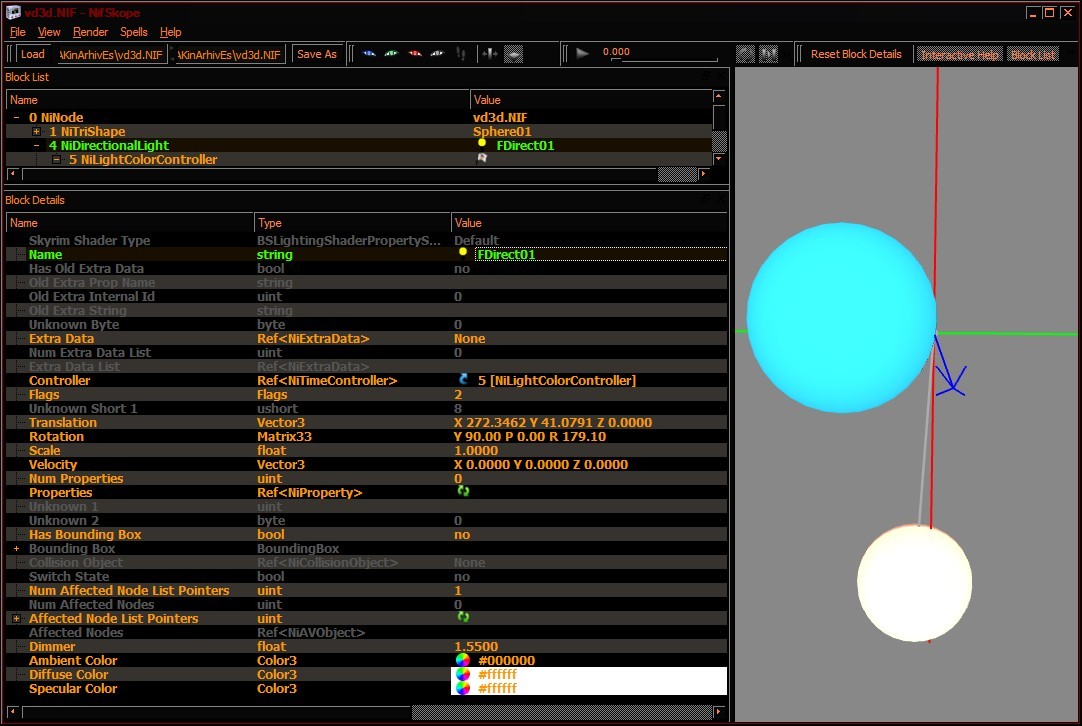 vd3d.NIF - NifSkope
File View Render Spells Help
Load \KinArhivEs\vd3d.NIF \KinArhivEs\vd3d.NIF Save As 0.000 Reset Block Details Interactive Help Block List
Block List
Name Value
0 NiNode vd3d.NIF
1 NiTriShape Sphere01
4 NiDirectionalLight FDirect01
5 NiLightColorController
Block Details
Name Type Value
Skyrim Shader Type BSLightingShaderPropertyS... Default
Name string FDirect01
Has Old Extra Data bool no
Old Extra Prop Name string
Old Extra Internal Id uint 0
Old Extra String string
Unknown Byte byte 0
Extra Data Ref<NiExtraData> None
Num Extra Data List uint 0
Extra Data List Ref<NiExtraData>
Controller Ref<NiTimeController> 5 [NiLightColorController]
Flags Flags 2
Unknown Short 1 ushort 8
Translation Vector3 X 272.3462 Y 41.0791 Z 0.0000
Rotation Matrix33 Y 90.00 P 0.00 R 179.10
Scale float 1.0000
Velocity Vector3 X 0.0000 Y 0.0000 Z 0.0000
Num Properties uint 0
Properties Ref<NiProperty>
Unknown 1 uint
Unknown 2 byte 0
Has Bounding Box bool no
Bounding Box BoundingBox
Collision Object Ref<NiCollisionObject> None
Switch State bool no
Num Affected Node List Pointers uint 1
Num Affected Nodes uint 0
Affected Node List Pointers uint
Affected Nodes Ref<NiAVObject>
Dimmer float 1.5500
Ambient Color Color3 #000000
Diffuse Color Color3 #ffffff
Specular Color Color3 #ffffff